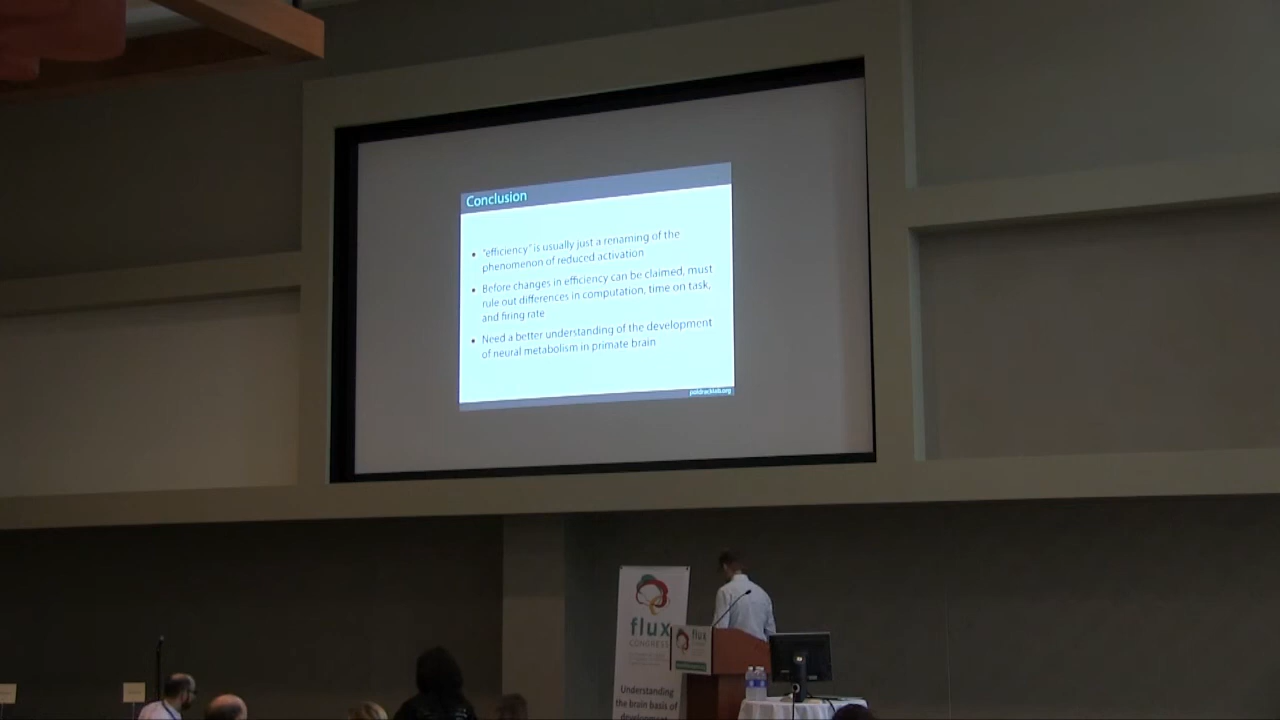 Conclusion
"efficiency" is usually just a renaming of the
phenomenon of reduced activation
Before changes in efficiency can be claimed, must
rule out differences in computation, time on task,
and firing rate
Need a better understanding of the development
of neural metabolism in primate brain
poldracklab.org
flux
CONGRESS
Understanding
the brain basis of
development
flux